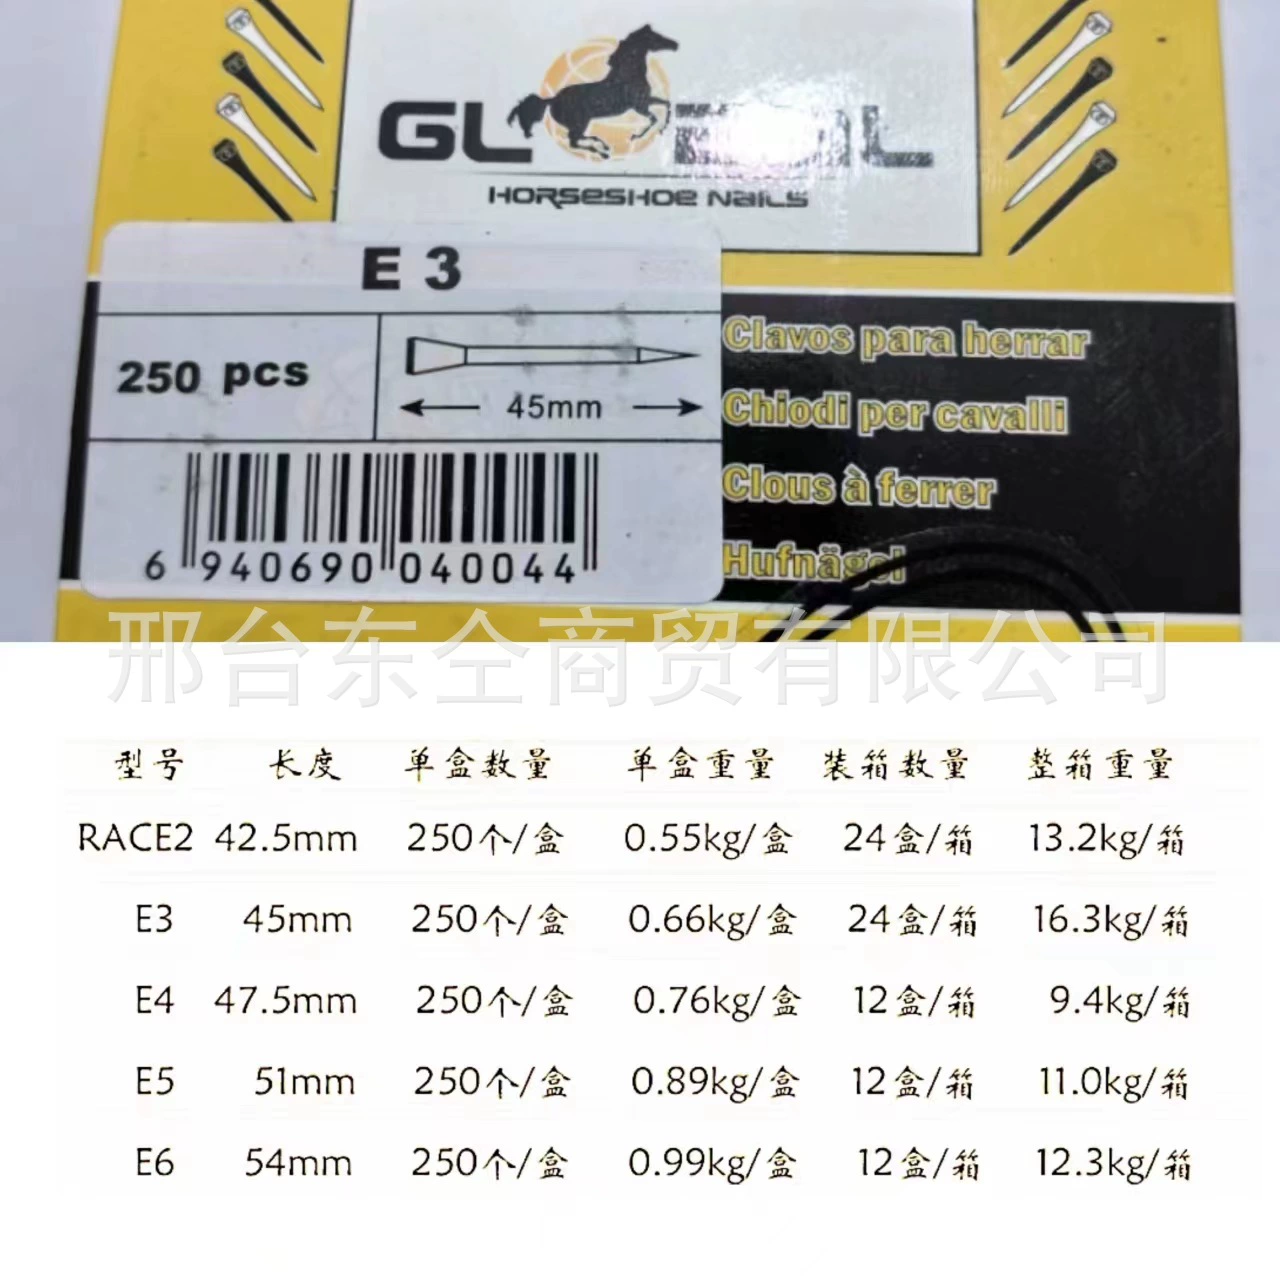 GLOBAL
HORSESHOE NAILS
E 3
250 pcs
45mm
6 940690 040044
Clavos para herrar
Chiodi per cavalli
Clous à ferrer
Hufnägel
邢台东仝商贸有限公司
型号 长度 单盒数量 单盒重量 装箱数量 整箱重量
RACE2 42.5mm 250个/盒 0.55kg/盒 24盒/箱 13.2kg/箱
E3 45mm 250个/盒 0.66kg/盒 24盒/箱 16.3kg/箱
E4 47.5mm 250个/盒 0.76kg/盒 12盒/箱 9.4kg/箱
E5 51mm 250个/盒 0.89kg/盒 12盒/箱 11.0kg/箱
E6 54mm 250个/盒 0.99kg/盒 12盒/箱 12.3kg/箱